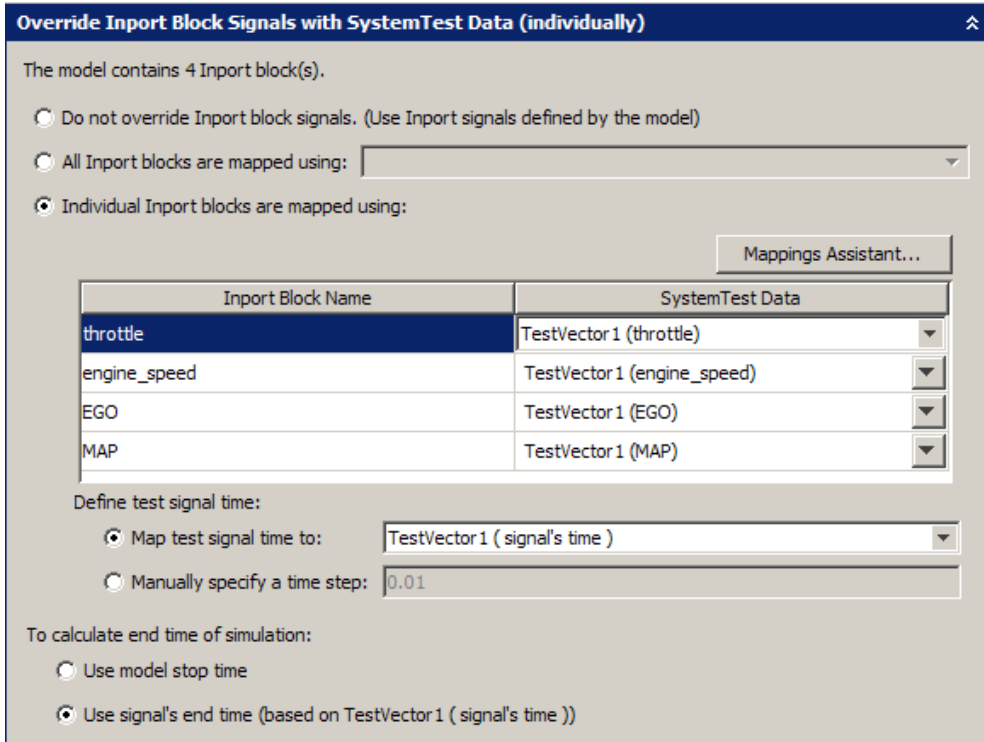 Override Inport Block Signals with SystemTest Data (individually)
The model contains 4 Inport block(s).
Do not override Inport block signals. (Use Inport signals defined by the model)
All Inport blocks are mapped using:
Individual Inport blocks are mapped using:
Mappings Assistant...
Inport Block Name SystemTest Data
throttle TestVector1 (throttle)
engine_speed TestVector1 (engine_speed)
EGO TestVector1 (EGO)
MAP TestVector1 (MAP)
Define test signal time:
Map test signal time to: TestVector1 ( signal's time )
Manually specify a time step: 0.01
To calculate end time of simulation:
Use model stop time
Use signal's end time (based on TestVector1 ( signal's time ))